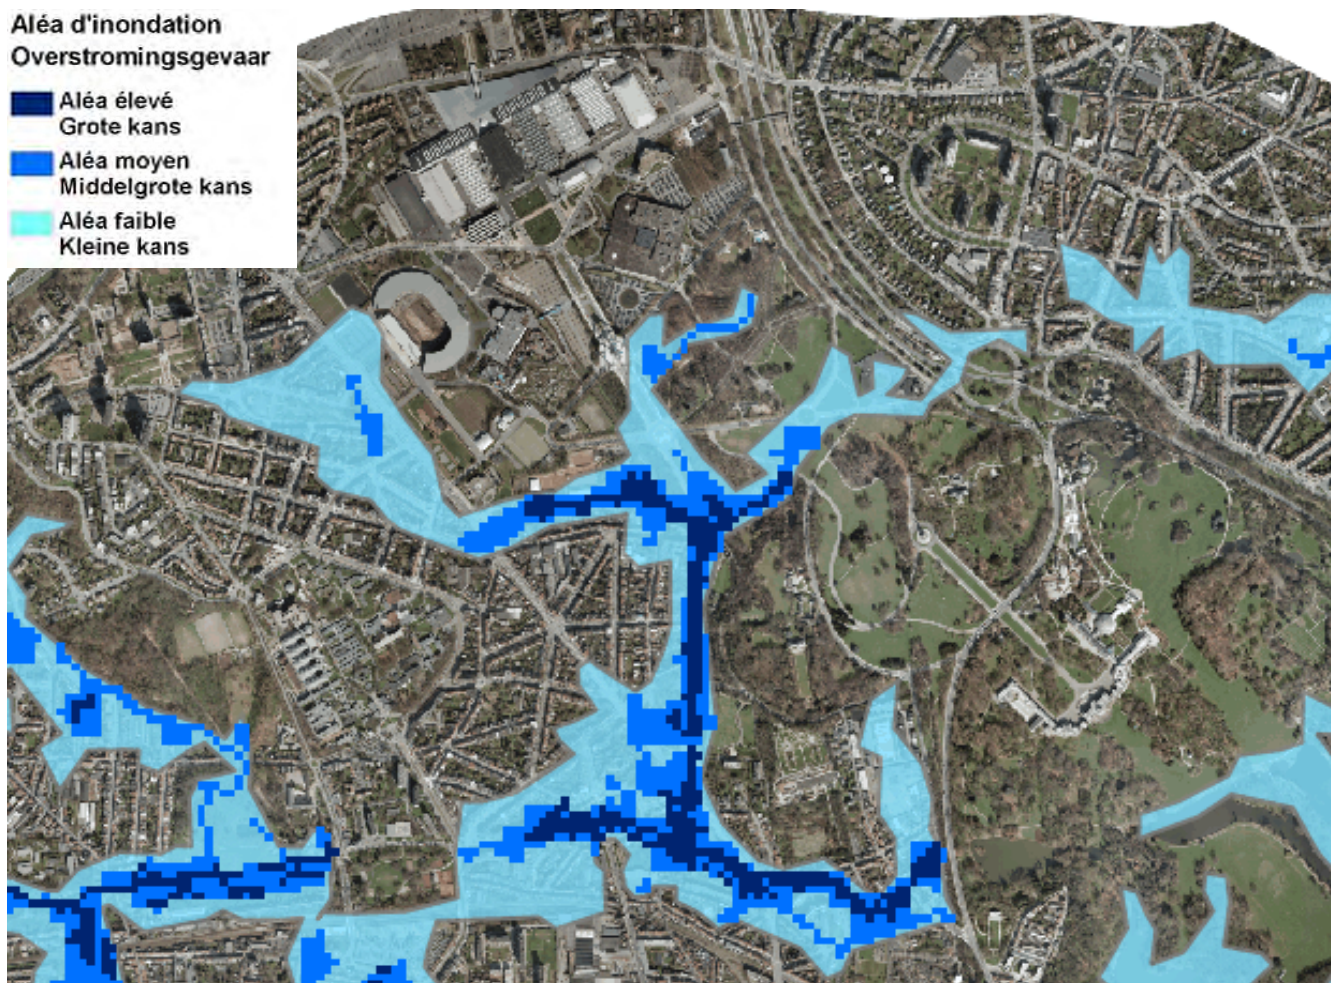 Aléa d'inondation
Overstromingsgevaar
Aléa élevé
Grote kans
Aléa moyen
Middelgrote kans
Aléa faible
Kleine kans